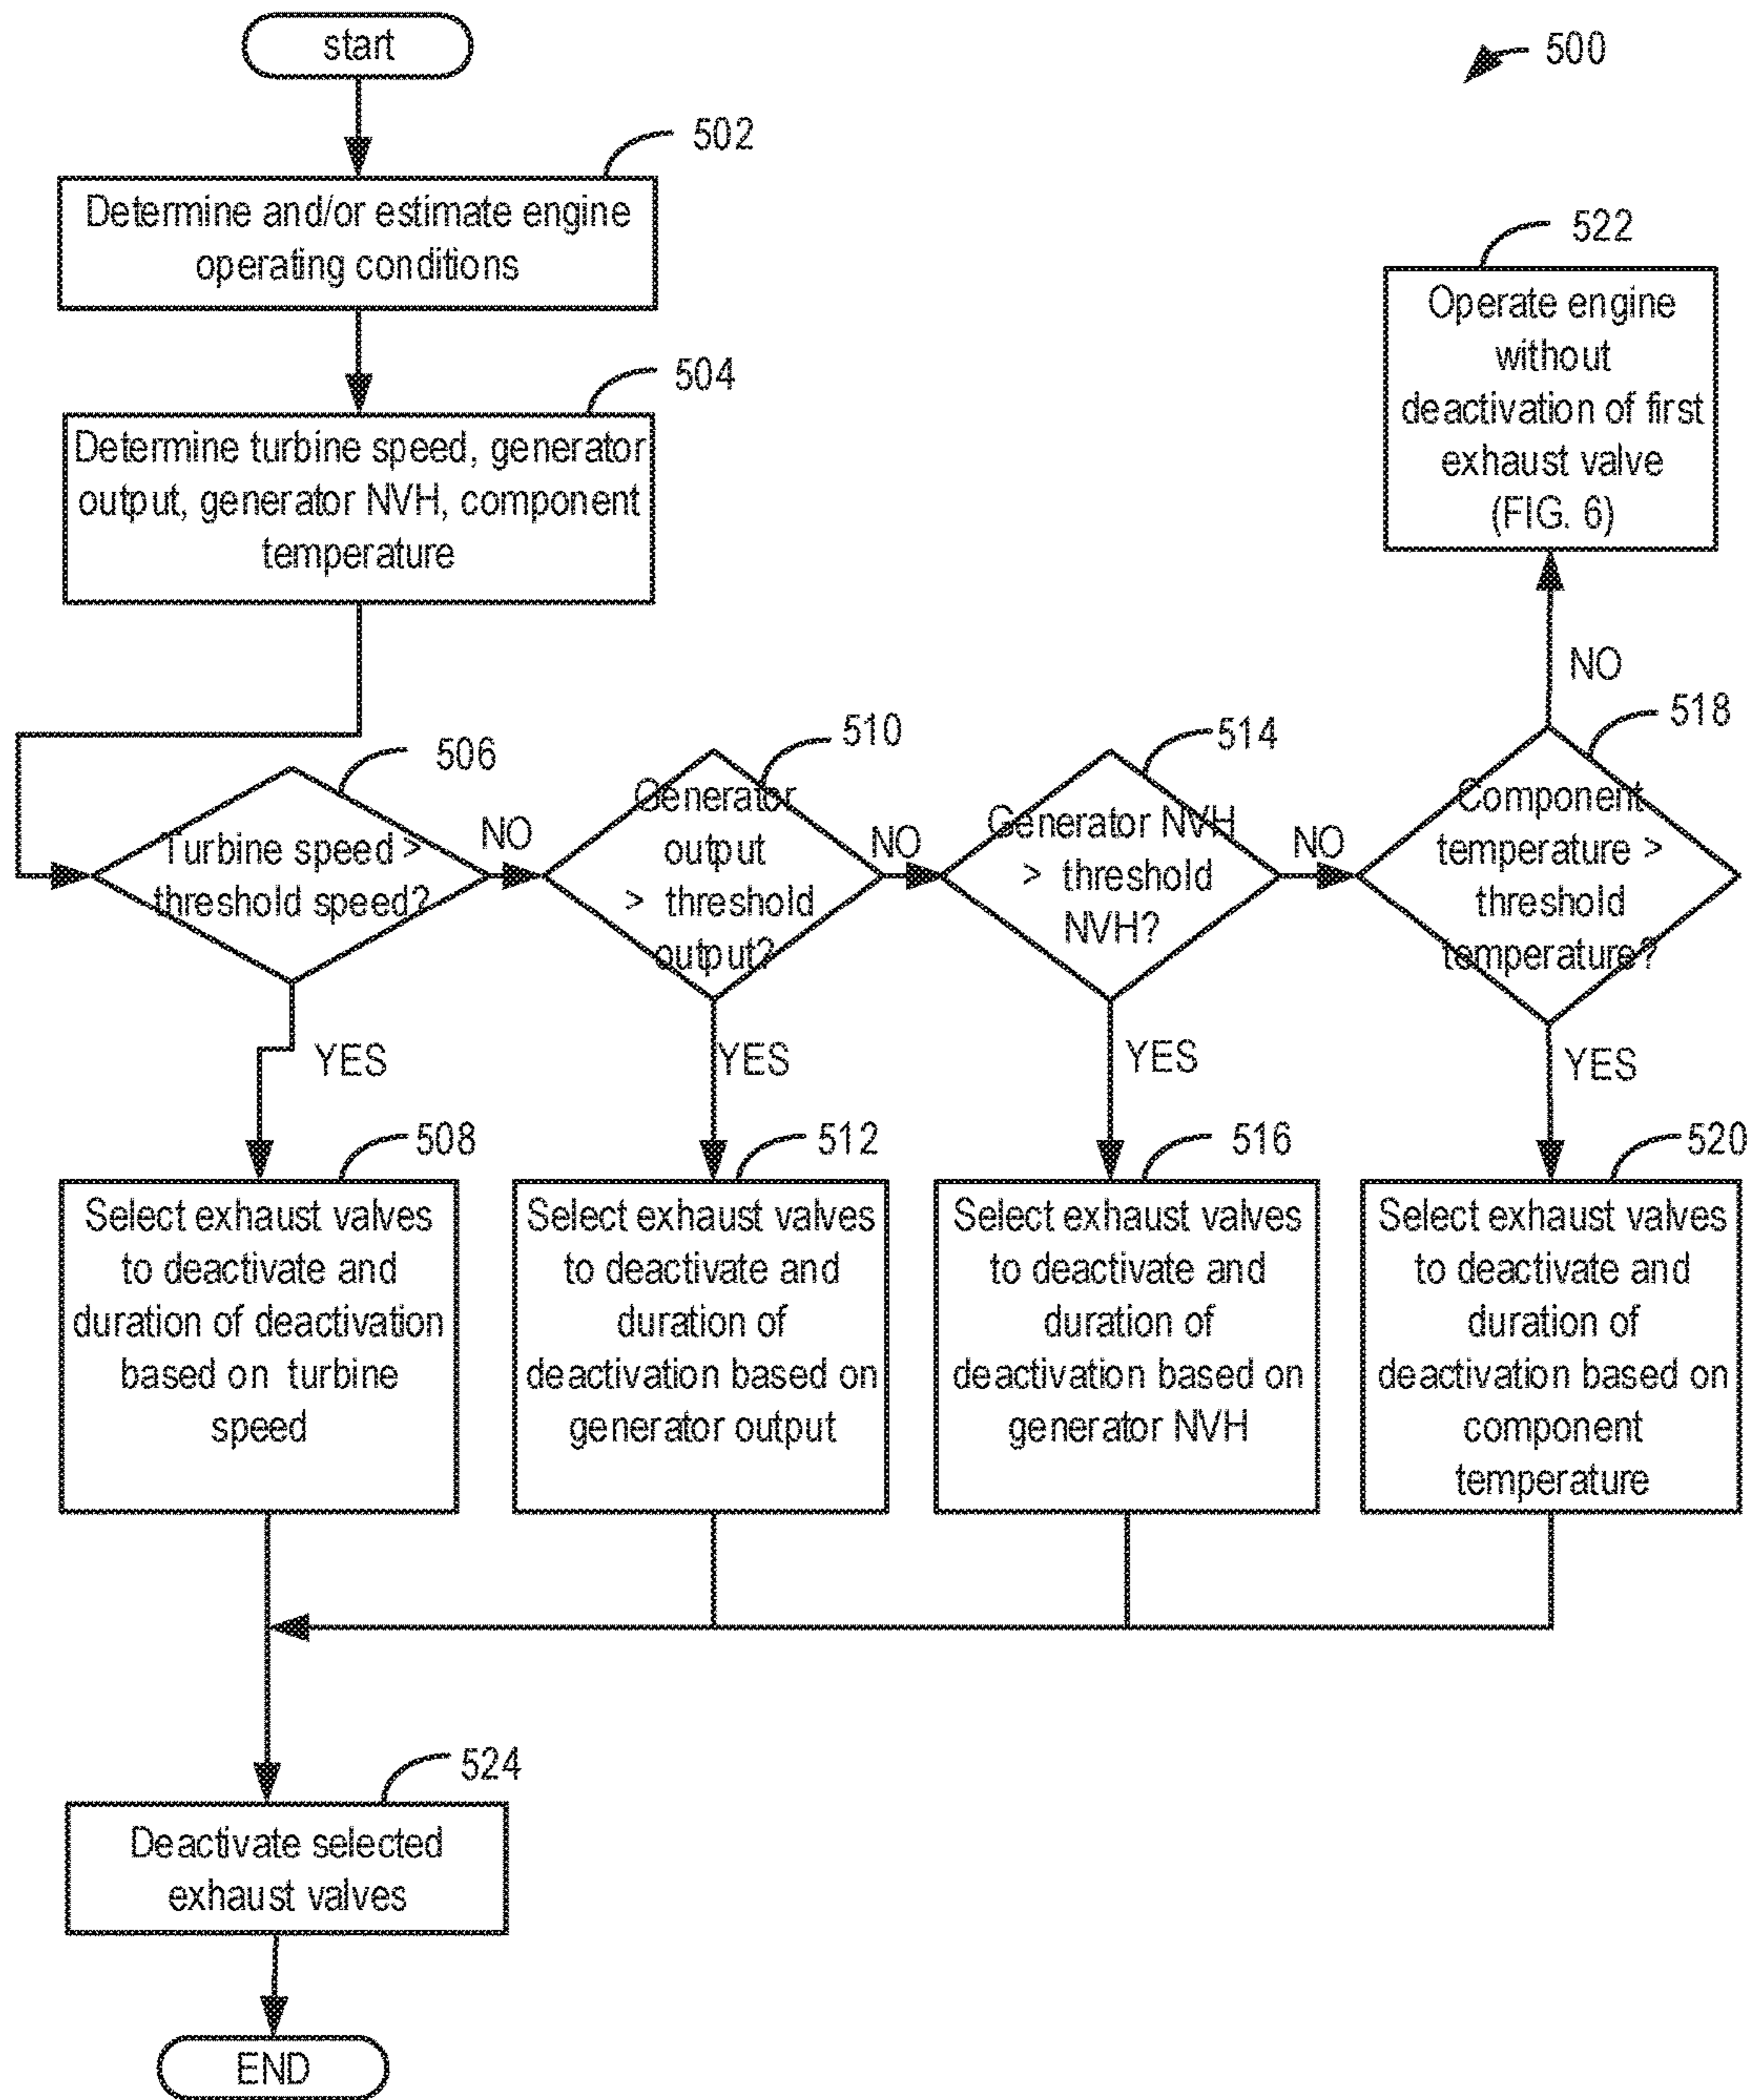 start
500
502
Determine and/or estimate engine
operating conditions
504
Determine turbine speed, generator
output, generator NVH, component
temperature
522
Operate engine
without
deactivation of first
exhaust valve
(FIG. 6)
NO
506
Turbine speed >
threshold speed?
NO
510
Generator
output
> threshold
output?
NO
514
Generator NVH
> threshold
NVH?
NO
518
Component
temperature >
threshold
temperature?
YES
YES
YES
YES
508
Select exhaust valves
to deactivate and
duration of deactivation
based on turbine
speed
512
Select exhaust valves
to deactivate and
duration of
deactivation based on
generator output
516
Select exhaust valves
to deactivate and
duration of
deactivation based on
generator NVH
520
Select exhaust valves
to deactivate and
duration of
deactivation based on
component
temperature
524
Deactivate selected
exhaust valves
END